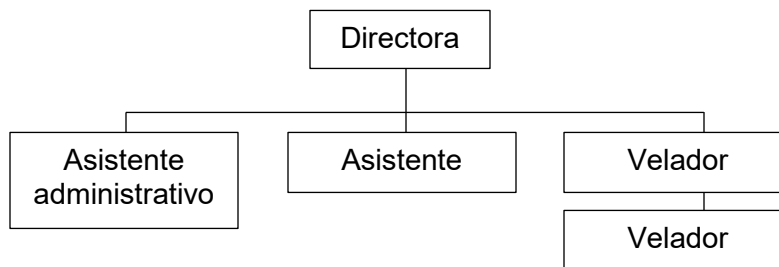 Directora
Asistente
administrativo
Asistente
Velador
Velador